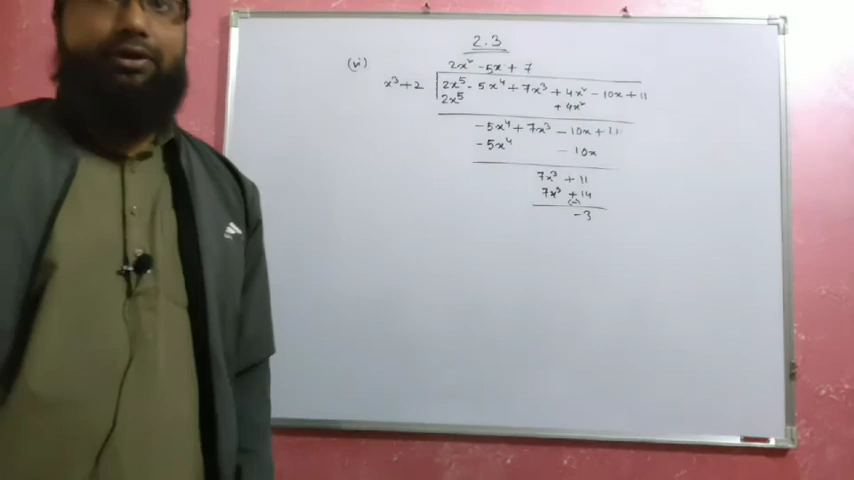 2.3
(vi)
2x² - 5x + 7
x³+2 2x⁵ - 5x⁴ + 7x³ + 4x² - 10x + 11
2x⁵ + 4x²
-5x⁴ + 7x³ - 10x + 11
-5x⁴ - 10x
7x³ + 11
7x³ + 14
(-)
-3